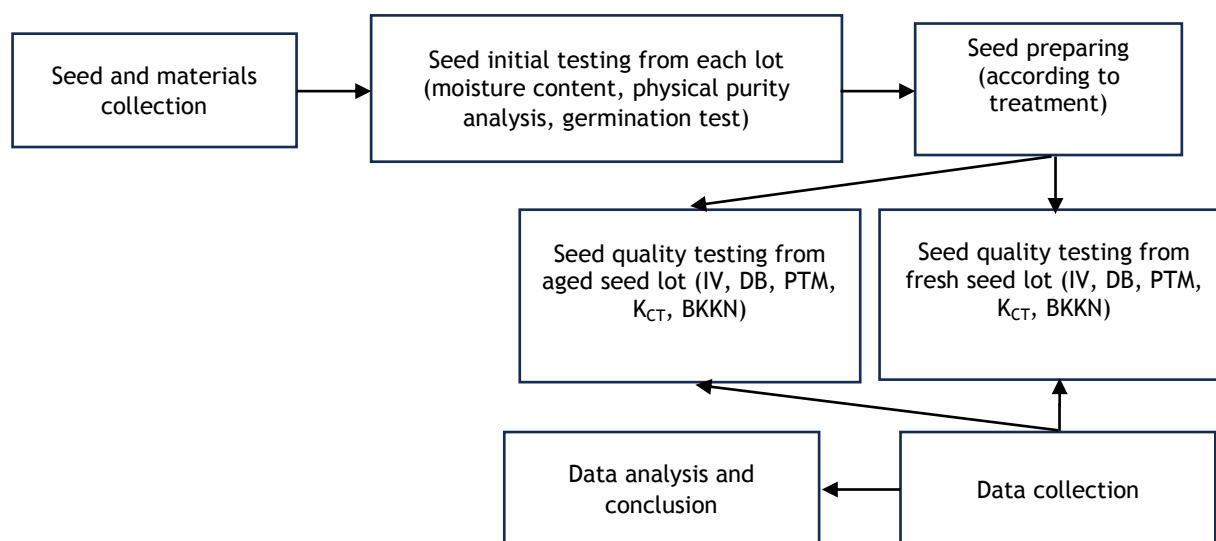 Seed and materials
collection
Seed initial testing from each lot
(moisture content, physical purity
analysis, germination test)
Seed preparing
(according to
treatment)
Seed quality testing from
aged seed lot (IV, DB, PTM,
K_CT, BKKN)
Seed quality testing from
fresh seed lot (IV, DB, PTM,
K_CT, BKKN)
Data analysis and
conclusion
Data collection